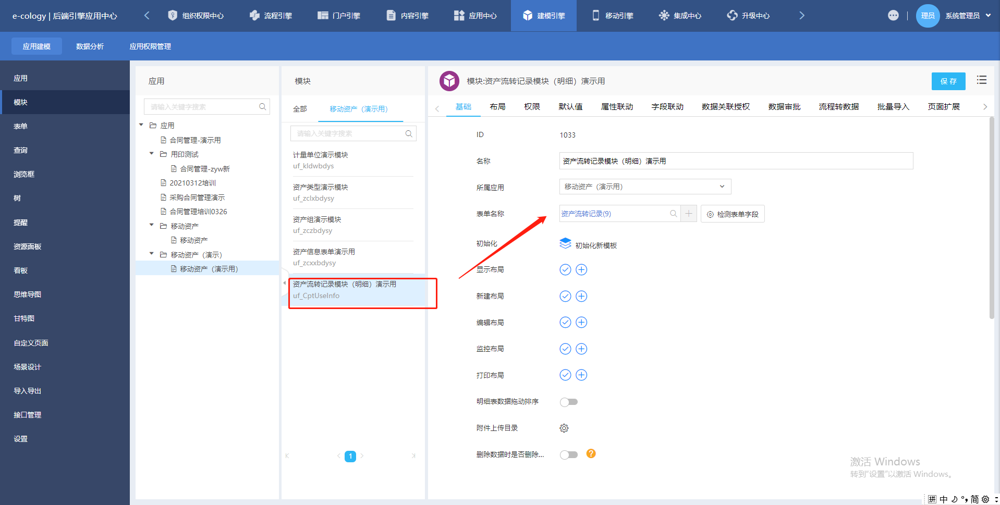 e-cology | 后端引擎应用中心
组织权限中心
流程引擎
门户引擎
内容引擎
应用中心
建模引擎
移动引擎
集成中心
升级中心
理员
系统管理员
应用建模
数据分析
应用权限管理
应用
模块
表单
查询
浏览框
树
提醒
资源面板
看板
思维导图
甘特图
自定义页面
场景设计
导入导出
接口管理
设置
应用
请输入关键字搜索
应用
合同管理-演示用
用印测试
合同管理-zyw新
20210312培训
采购合同管理演示
合同管理培训0326
移动资产
移动资产
移动资产（演示）
移动资产（演示用）
模块
全部
移动资产（演示用）
请输入关键字搜索
计量单位演示模块
uf_kldwbdys
资产类型演示模块
uf_zclxbdysy
资产组演示模块
uf_zczbdysy
资产信息表单演示用
uf_zcxxbdysy
资产流转记录模块（明细）演示用
uf_CptUseInfo
1
模块:资产流转记录模块（明细）演示用
保 存
基础
布局
权限
默认值
属性联动
字段联动
数据关联授权
数据审批
流程转数据
批量导入
页面扩展
ID
1033
名称
资产流转记录模块（明细）演示用
所属应用
移动资产（演示用）
表单名称
资产流转记录(9)
检测表单字段
初始化
初始化新模板
显示布局
新建布局
编辑布局
监控布局
打印布局
明细表数据拖动排序
附件上传目录
删除数据时是否删除...
?
激活 Windows
转到“设置”以激活 Windows。
拼 中 °, 简